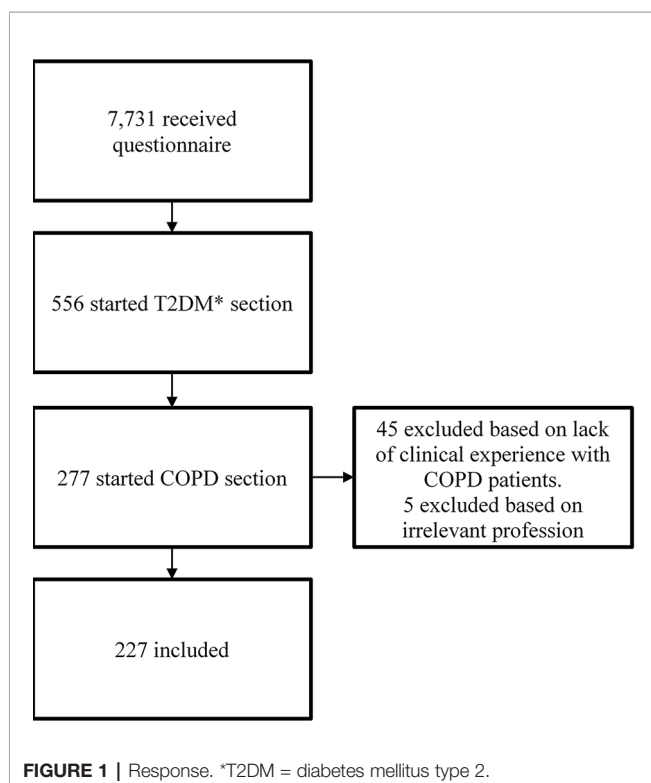 7,731 received
questionnaire
556 started T2DM* section
277 started COPD section
45 excluded based on lack
of clinical experience with
COPD patients.
5 excluded based on
irrelevant profession
227 included
FIGURE 1 | Response. *T2DM = diabetes mellitus type 2.